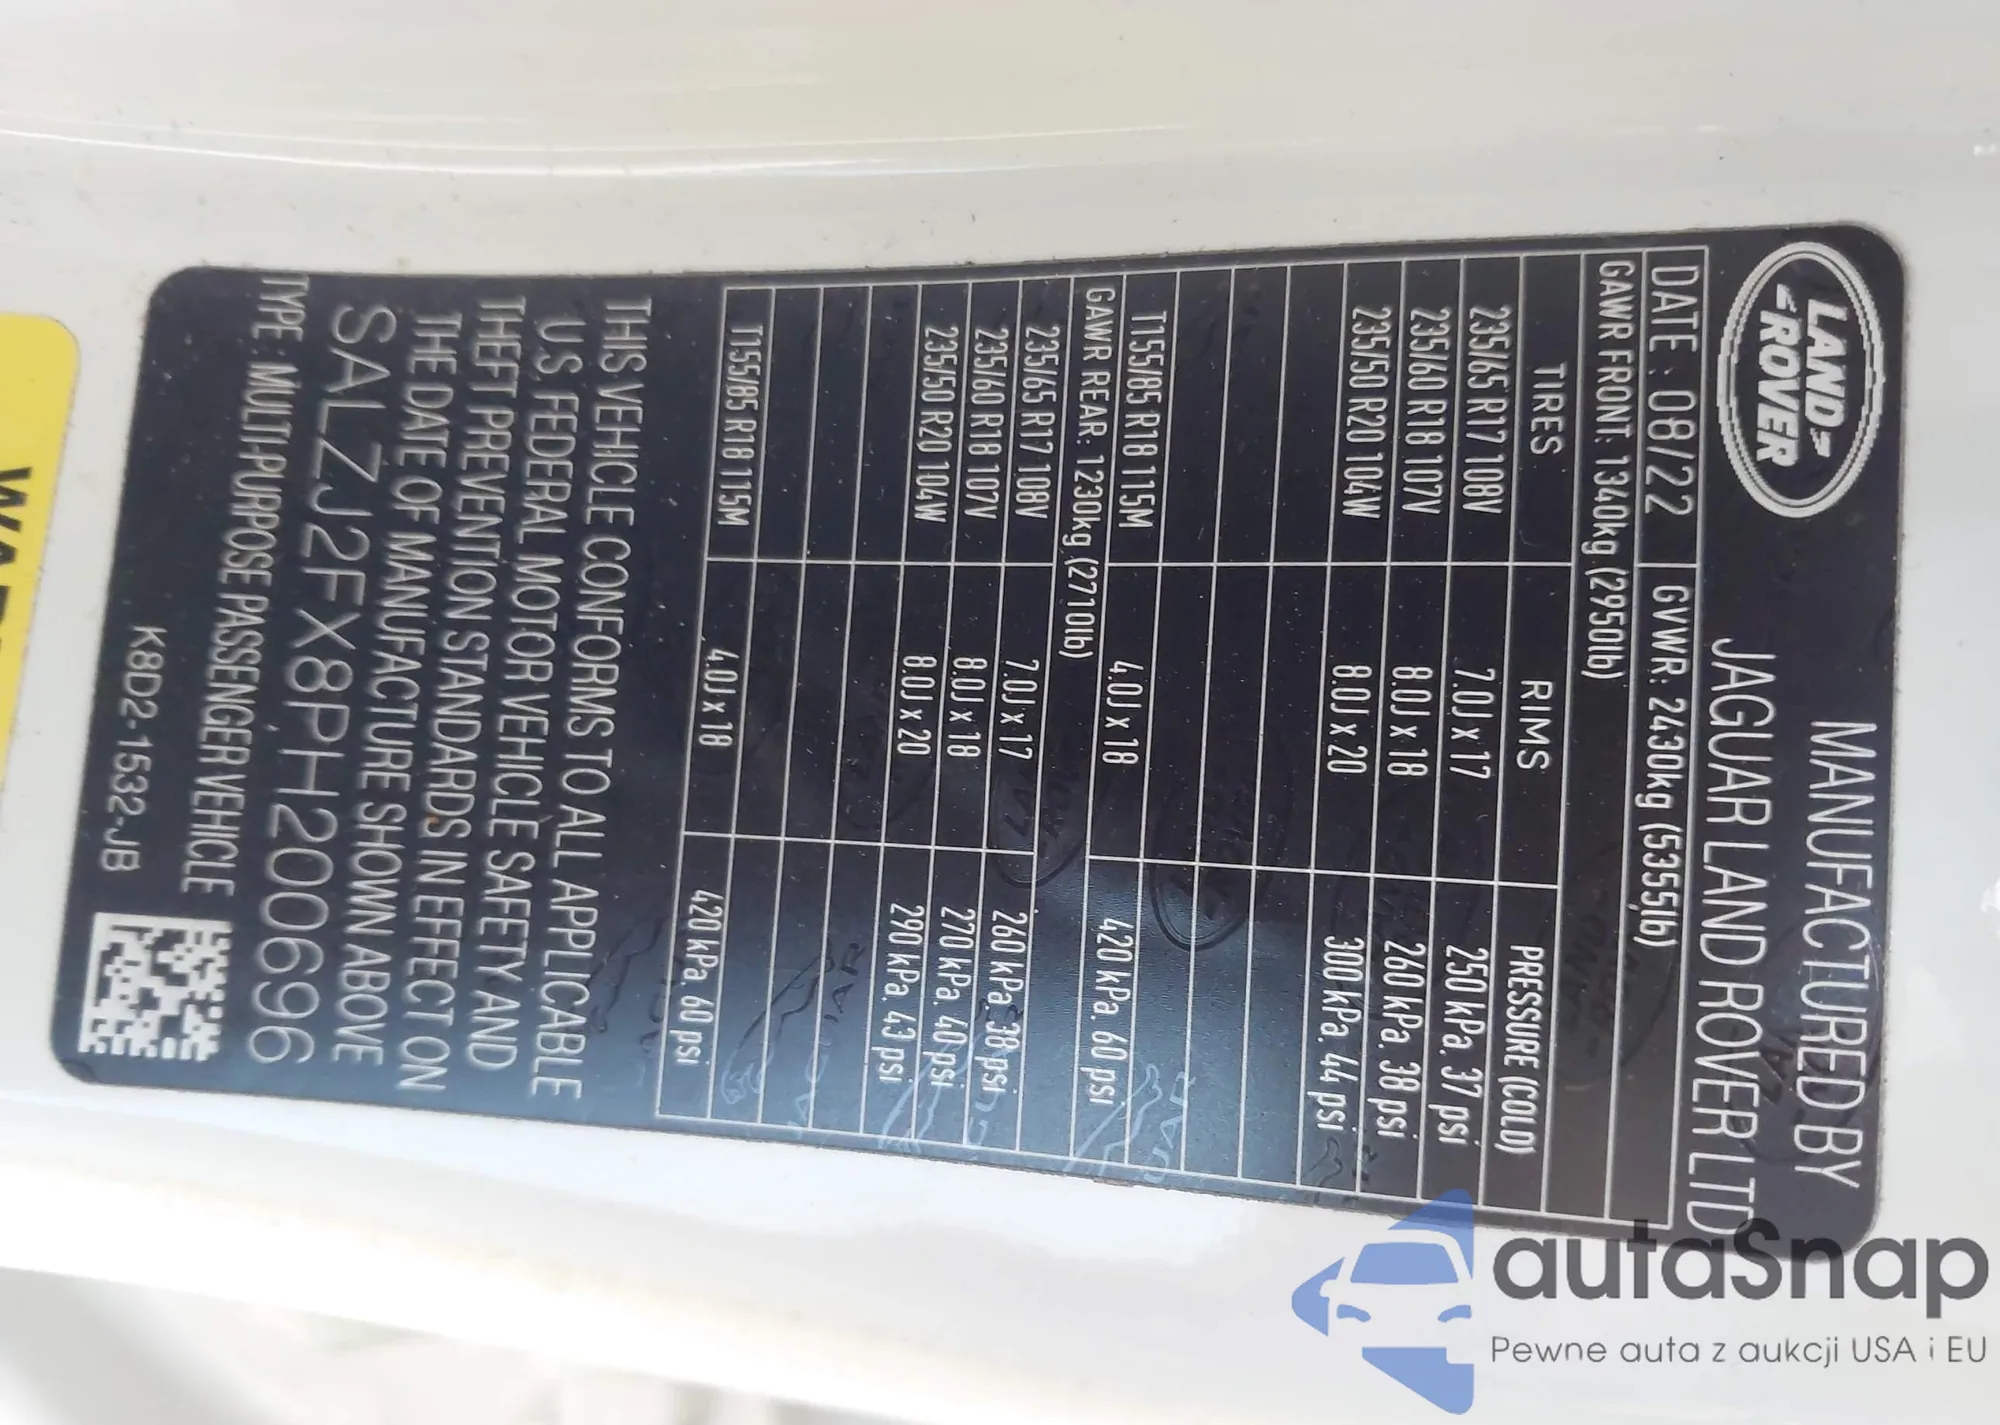 LAND
ROVER
MANUFACTURED BY
JAGUAR LAND ROVER LTD
DATE : 08/22 GVWR: 2430kg (5355lb)
GAWR FRONT: 1340kg (2950lb)
TIRES RIMS PRESSURE (COLD)
235/65 R17 108V 7.0J x 17 250 kPa. 37 psi
235/60 R18 107V 8.0J x 18 260 kPa. 38 psi
235/50 R20 104W 8.0J x 20 300 kPa. 44 psi
T155/85 R18 115M 4.0J x 18 420 kPa. 60 psi
GAWR REAR: 1230kg (2710lb)
235/65 R17 108V 7.0J x 17 260 kPa. 38 psi
235/60 R18 107V 8.0J x 18 270 kPa. 40 psi
235/50 R20 104W 8.0J x 20 290 kPa. 43 psi
T155/85 R18 115M 4.0J x 18 420 kPa. 60 psi
THIS VEHICLE CONFORMS TO ALL APPLICABLE
U.S. FEDERAL MOTOR VEHICLE SAFETY AND
THEFT PREVENTION STANDARDS IN EFFECT ON
THE DATE OF MANUFACTURE SHOWN ABOVE
SALZJ2FX8PH200696
TYPE : MULTI-PURPOSE PASSENGER VEHICLE
K8D2-1532-JB
autaSnap
Pewne auta z aukcji USA i EU